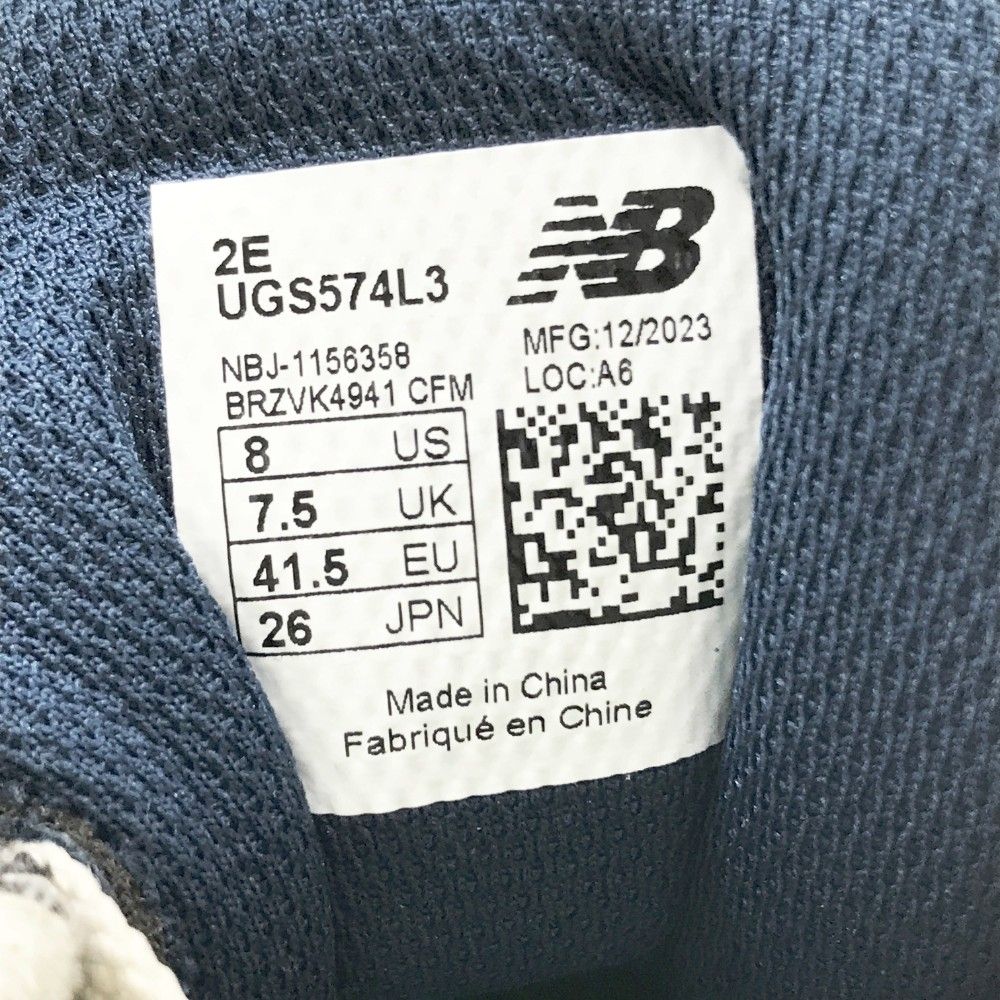 2E
UGS574L3
NB
NBJ-1156358
BRZVK4941 CFM
MFG:12/2023
LOC:A6
8 US
7.5 UK
41.5 EU
26 JPN
Made in China
Fabriqué en Chine